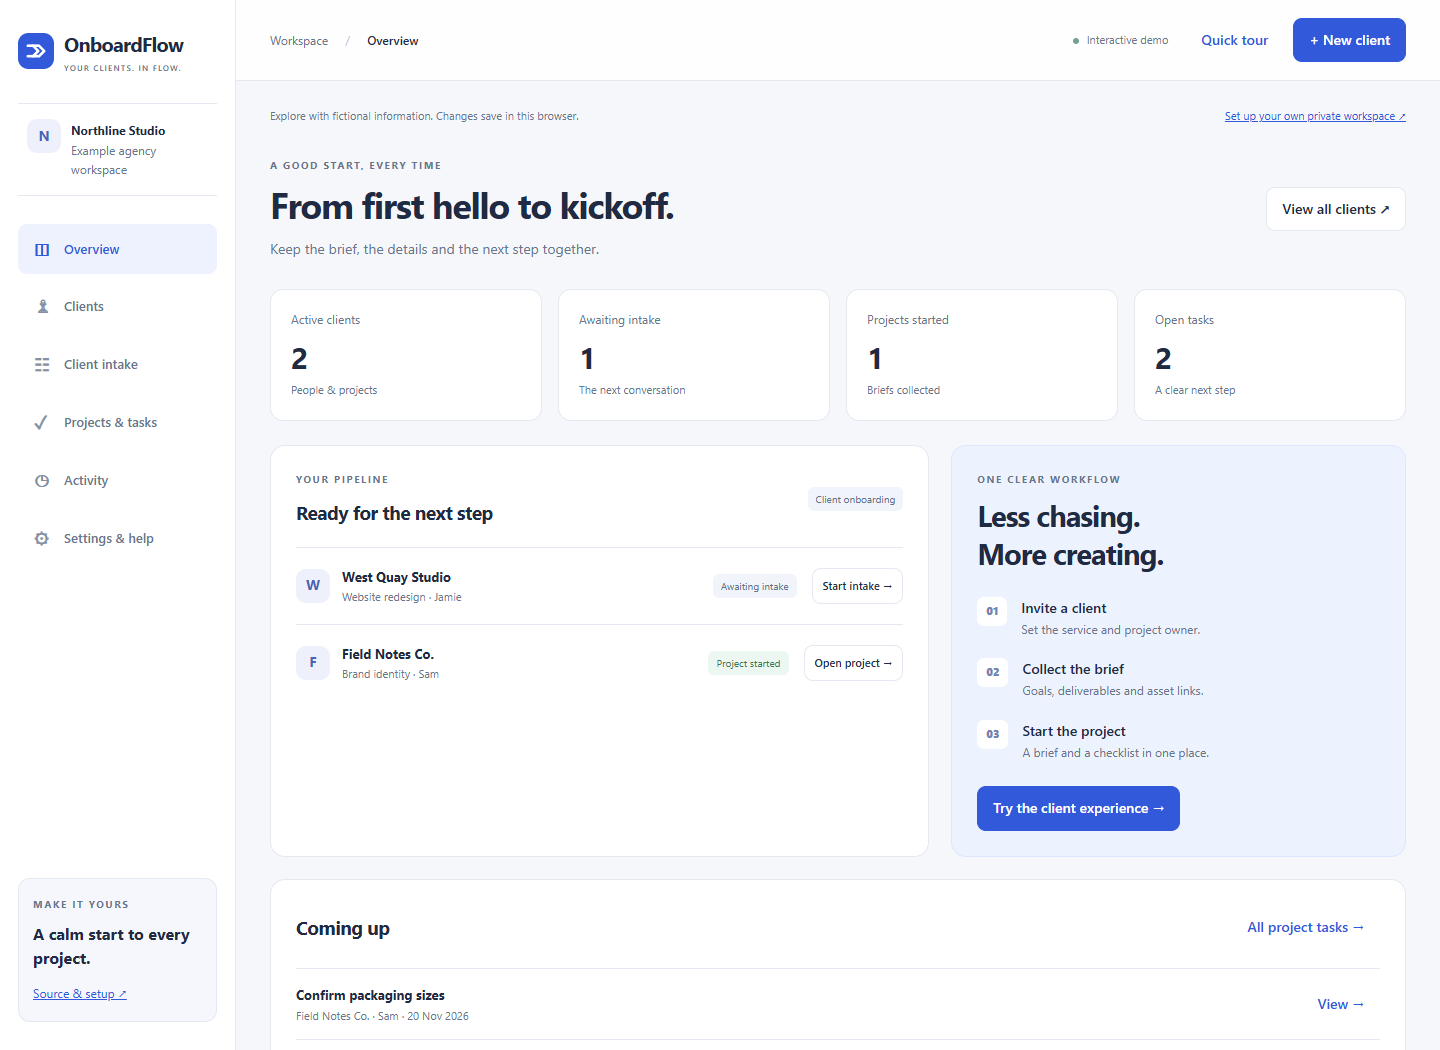 OnboardFlow
YOUR CLIENTS. IN FLOW.
N
Northline Studio
Example agency
workspace
Overview
Clients
Client intake
Projects & tasks
Activity
Settings & help
MAKE IT YOURS
A calm start to every
project.
Source & setup ↗
Workspace / Overview
Interactive demo
Quick tour
+ New client
Explore with fictional information. Changes save in this browser.
Set up your own private workspace ↗
A GOOD START, EVERY TIME
From first hello to kickoff.
Keep the brief, the details and the next step together.
View all clients ↗
Active clients
2
People & projects
Awaiting intake
1
The next conversation
Projects started
1
Briefs collected
Open tasks
2
A clear next step
YOUR PIPELINE
Ready for the next step
Client onboarding
W
West Quay Studio
Website redesign · Jamie
Awaiting intake
Start intake →
F
Field Notes Co.
Brand identity · Sam
Project started
Open project →
ONE CLEAR WORKFLOW
Less chasing.
More creating.
01
Invite a client
Set the service and project owner.
02
Collect the brief
Goals, deliverables and asset links.
03
Start the project
A brief and a checklist in one place.
Try the client experience →
Coming up
All project tasks →
Confirm packaging sizes
Field Notes Co. · Sam · 20 Nov 2026
View →